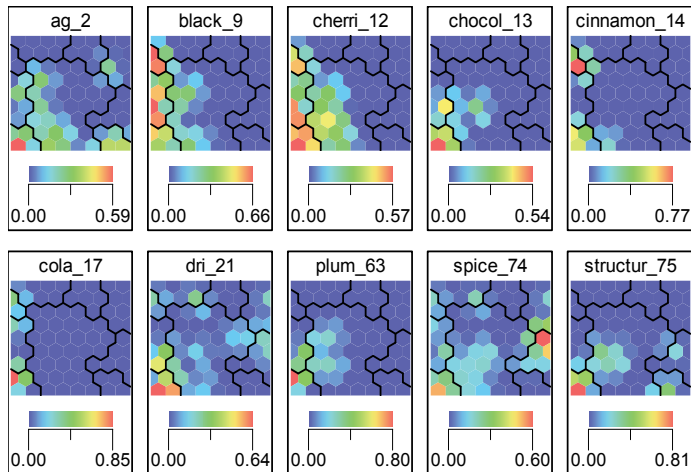 ag_2 black_9 cherri_12 chocol_13 cinnamon_14
0.00 0.59 0.00 0.66 0.00 0.57 0.00 0.54 0.00 0.77
cola_17 dri_21 plum_63 spice_74 structur_75
0.00 0.85 0.00 0.64 0.00 0.80 0.00 0.60 0.00 0.81